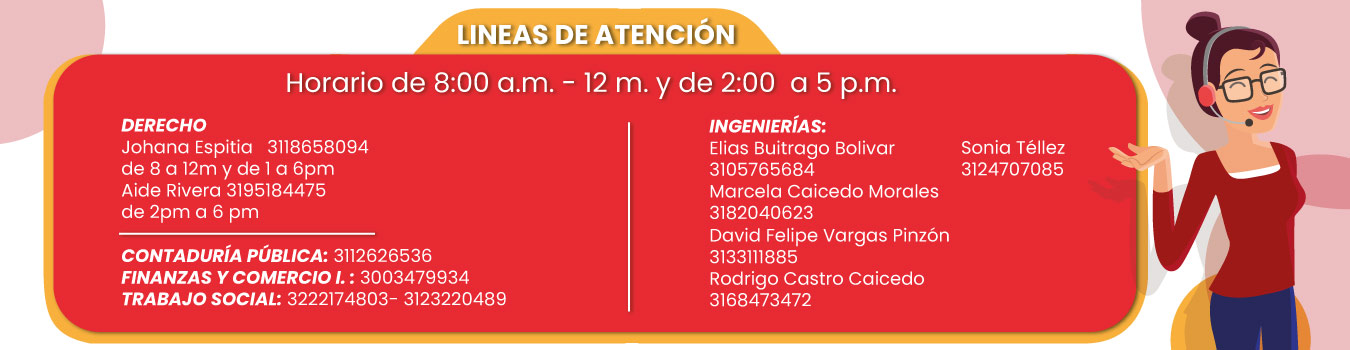 LINEAS DE ATENCIÓN
Horario de 8:00 a.m. - 12 m. y de 2:00 a 5 p.m.
DERECHO
Johana Espitia 3118658094
de 8 a 12m y de 1 a 6pm
Aide Rivera 3195184475
de 2pm a 6 pm
CONTADURÍA PÚBLICA: 3112626536
FINANZAS Y COMERCIO I. : 3003479934
TRABAJO SOCIAL: 3222174803- 3123220489
INGENIERÍAS:
Elias Buitrago Bolivar
3105765684
Marcela Caicedo Morales
3182040623
David Felipe Vargas Pinzón
3133111885
Rodrigo Castro Caicedo
3168473472
Sonia Téllez
3124707085